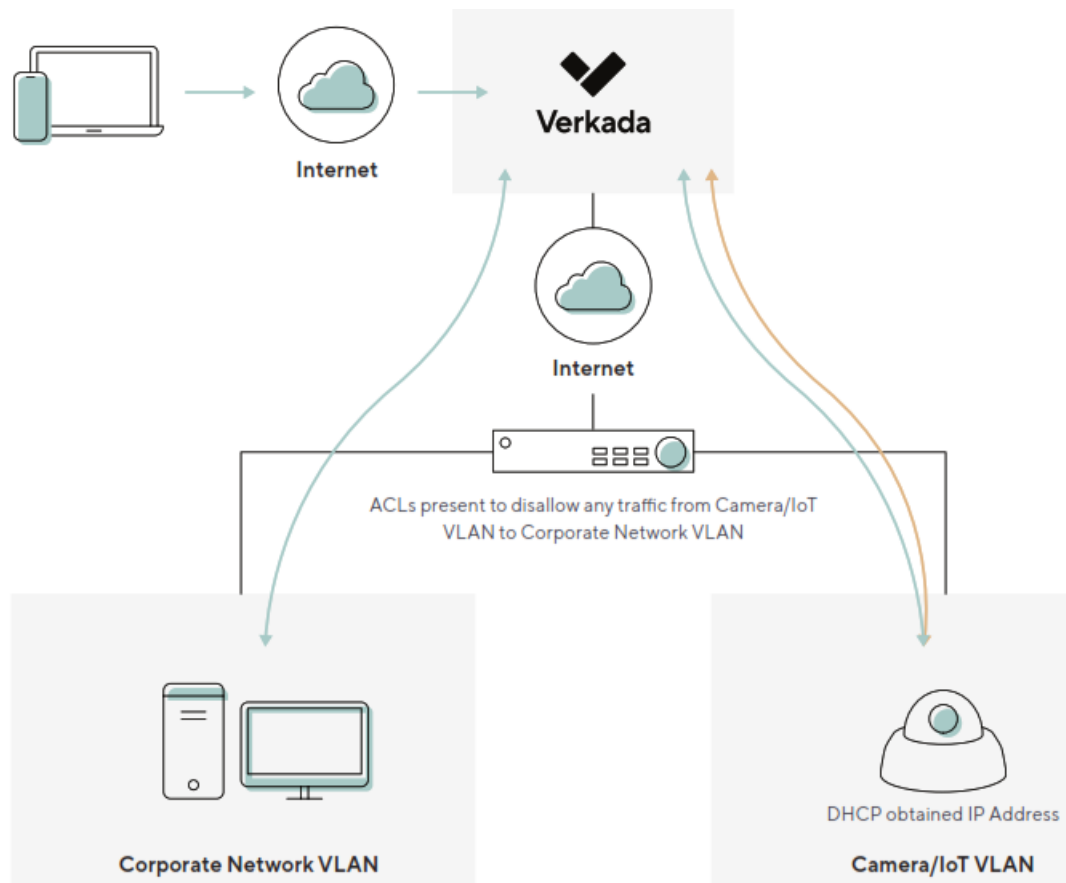 Verkada
Internet
Internet
ACLs present to disallow any traffic from Camera/IoT
VLAN to Corporate Network VLAN
DHCP obtained IP Address
Corporate Network VLAN
Camera/IoT VLAN